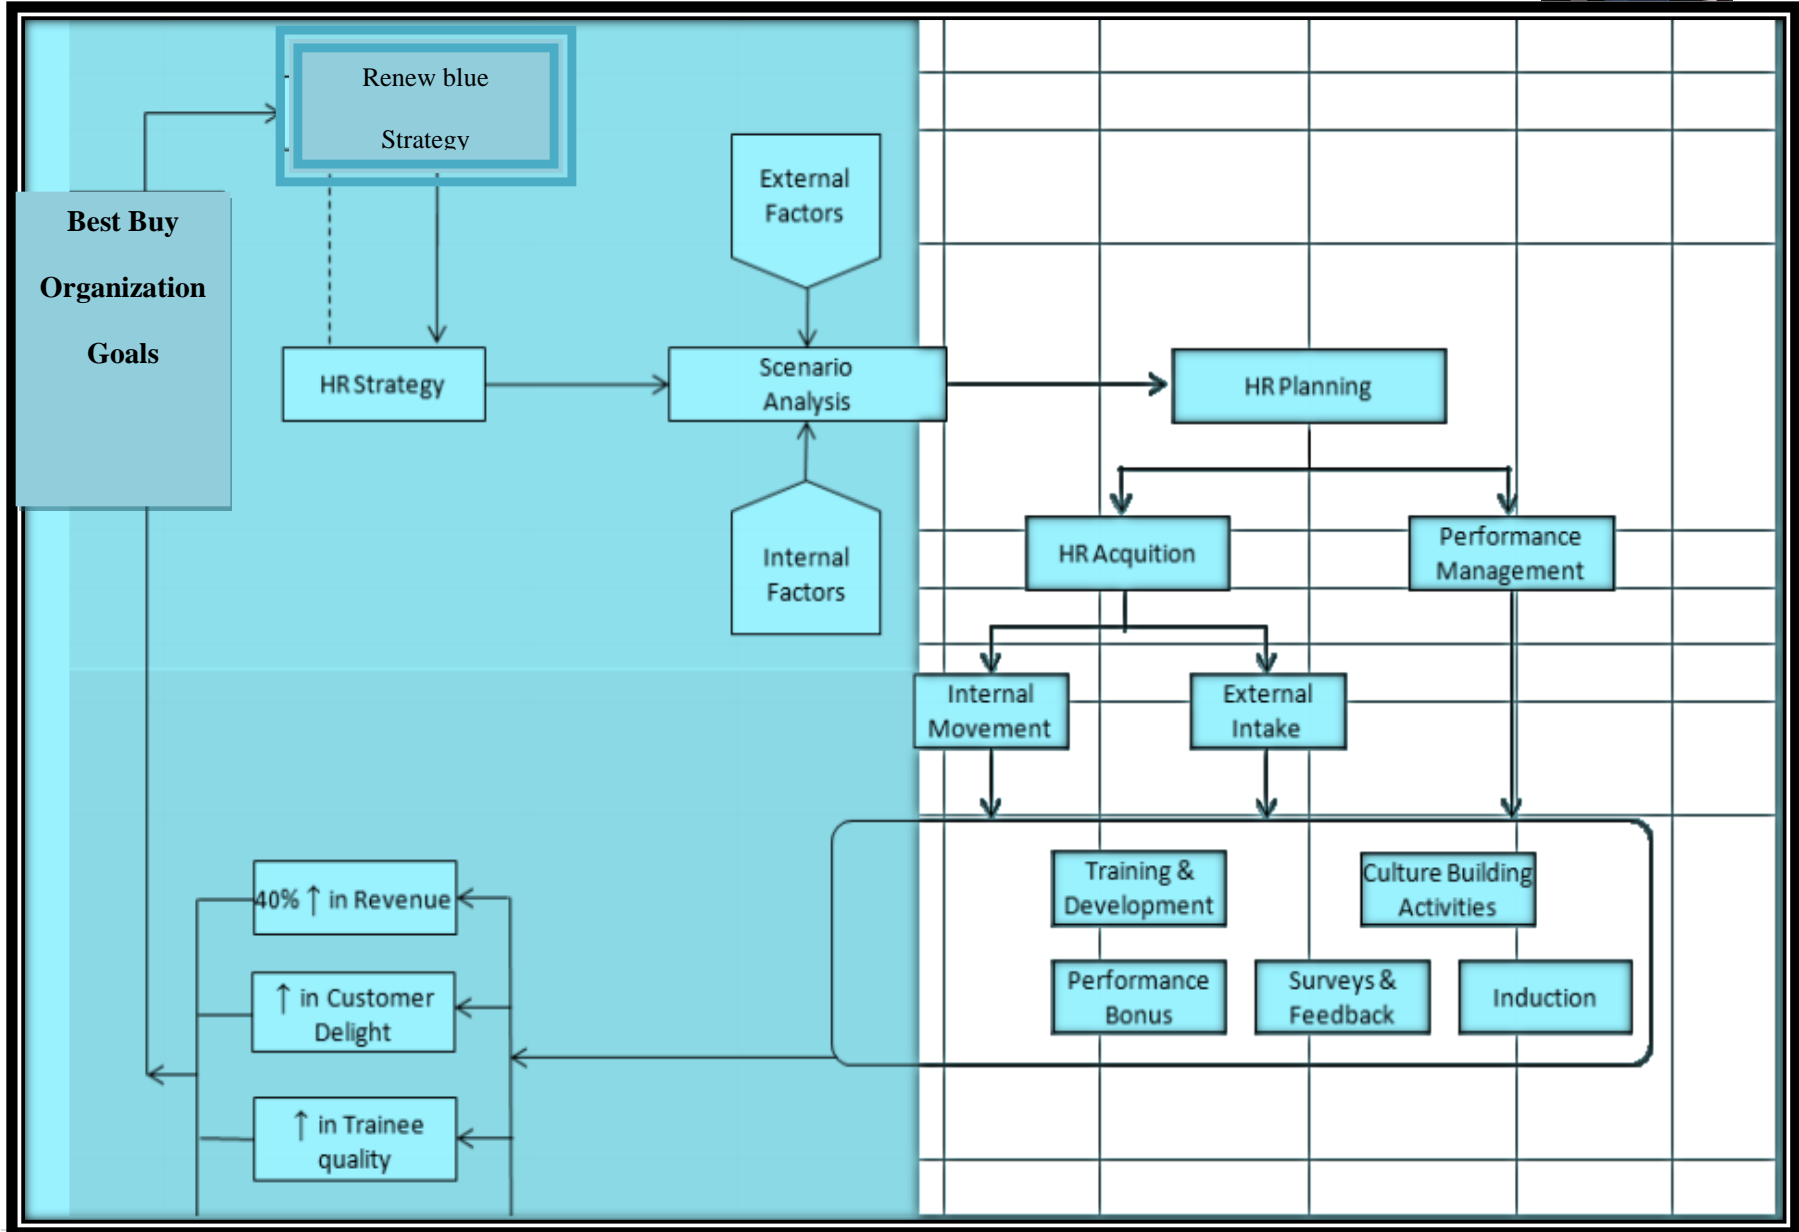 Renew blue
Strategy
Best Buy
Organization
Goals
External
Factors
HR Strategy
Scenario
Analysis
HR Planning
Internal
Factors
HR Acquition
Performance
Management
Internal
Movement
External
Intake
40% ↑ in Revenue
↑ in Customer
Delight
↑ in Trainee
quality
Training &
Development
Culture Building
Activities
Performance
Bonus
Surveys &
Feedback
Induction